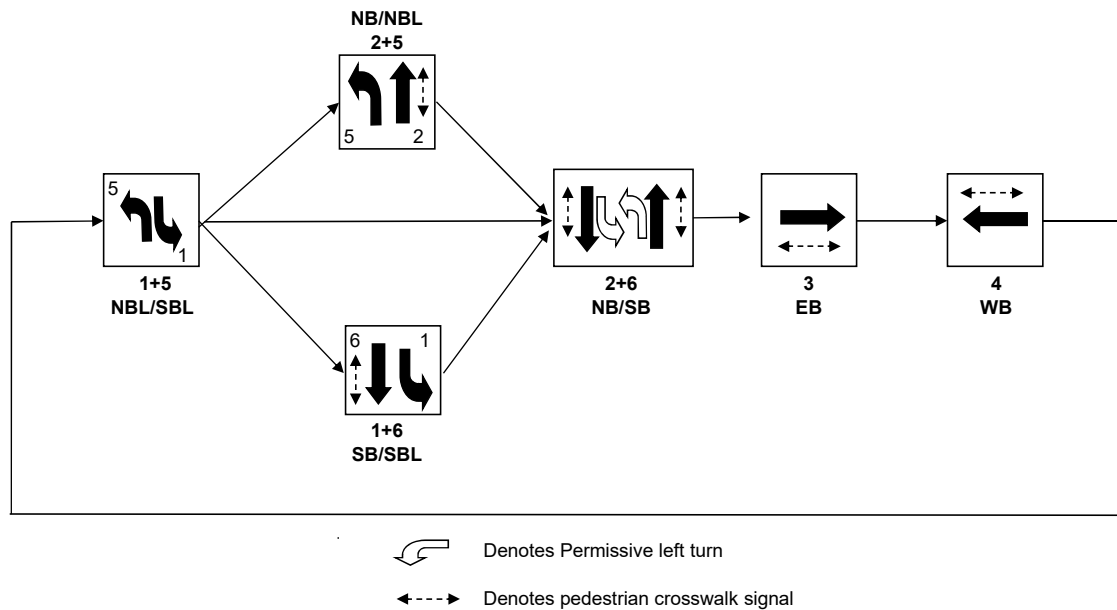 NB/NBL
2+5
5 2
5
1
1+5
NBL/SBL
2+6
NB/SB
3
EB
4
WB
6 1
1+6
SB/SBL
Denotes Permissive left turn
Denotes pedestrian crosswalk signal